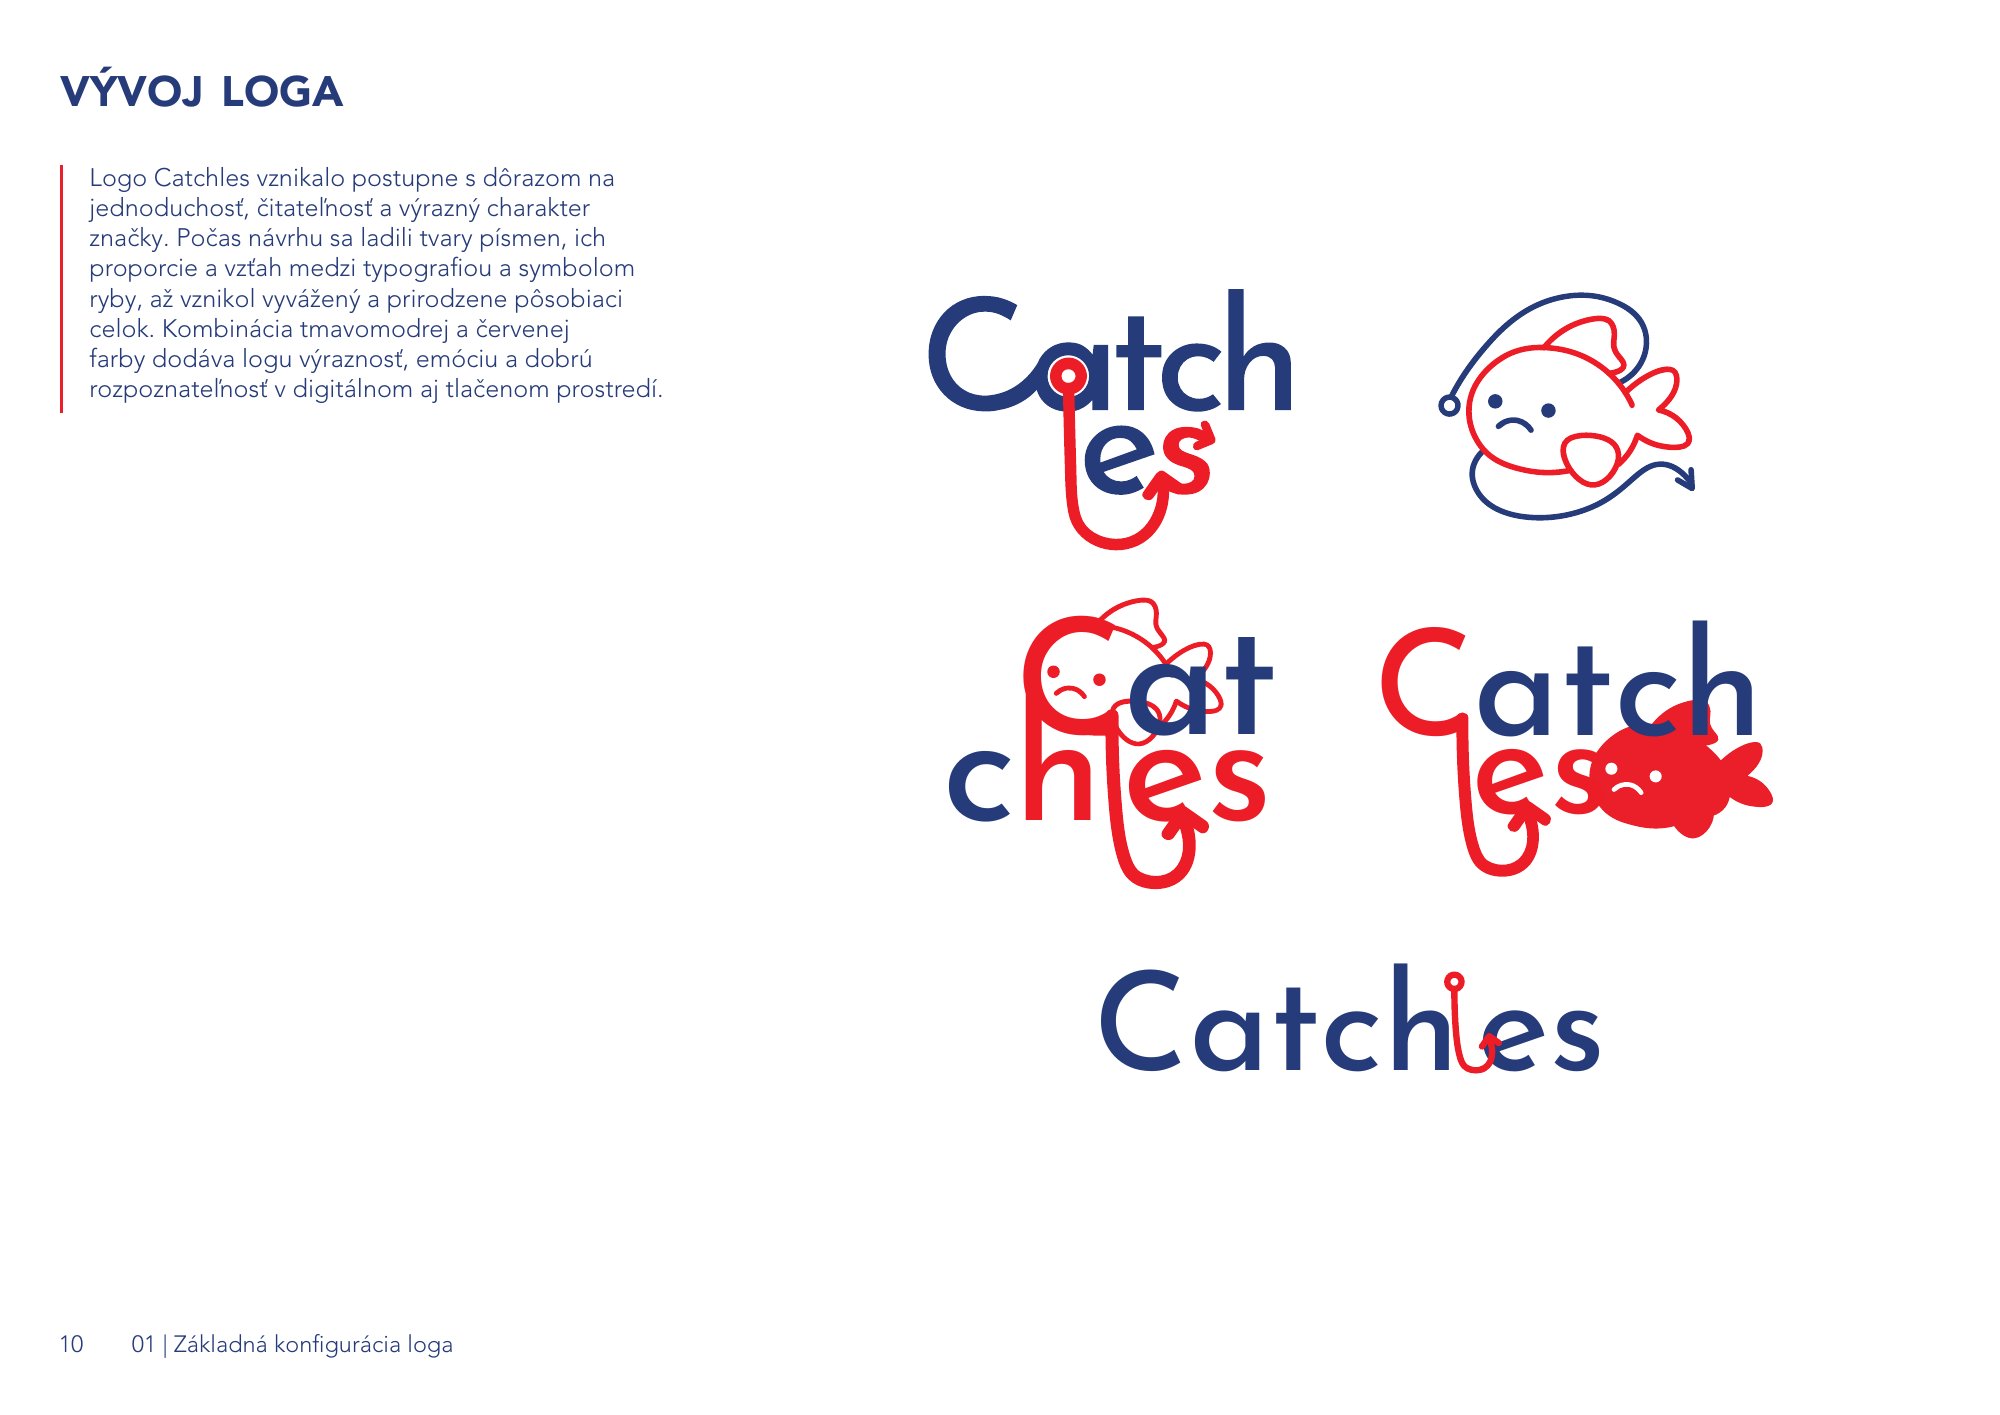 VÝVOJ LOGA
Logo Catchles vznikalo postupne s dôrazom na
jednoduchosť, čitateľnosť a výrazný charakter
značky. Počas návrhu sa ladili tvary písmen, ich
proporcie a vzťah medzi typografiou a symbolom
ryby, až vznikol vyvážený a prirodzene pôsobiaci
celok. Kombinácia tmavomodrej a červenej
farby dodáva logu výraznosť, emóciu a dobrú
rozpoznateľnosť v digitálnom aj tlačenom prostredí.
Catch
les
Cat
chles
Catch
les
Catchles
10 01 | Základná konfigurácia loga